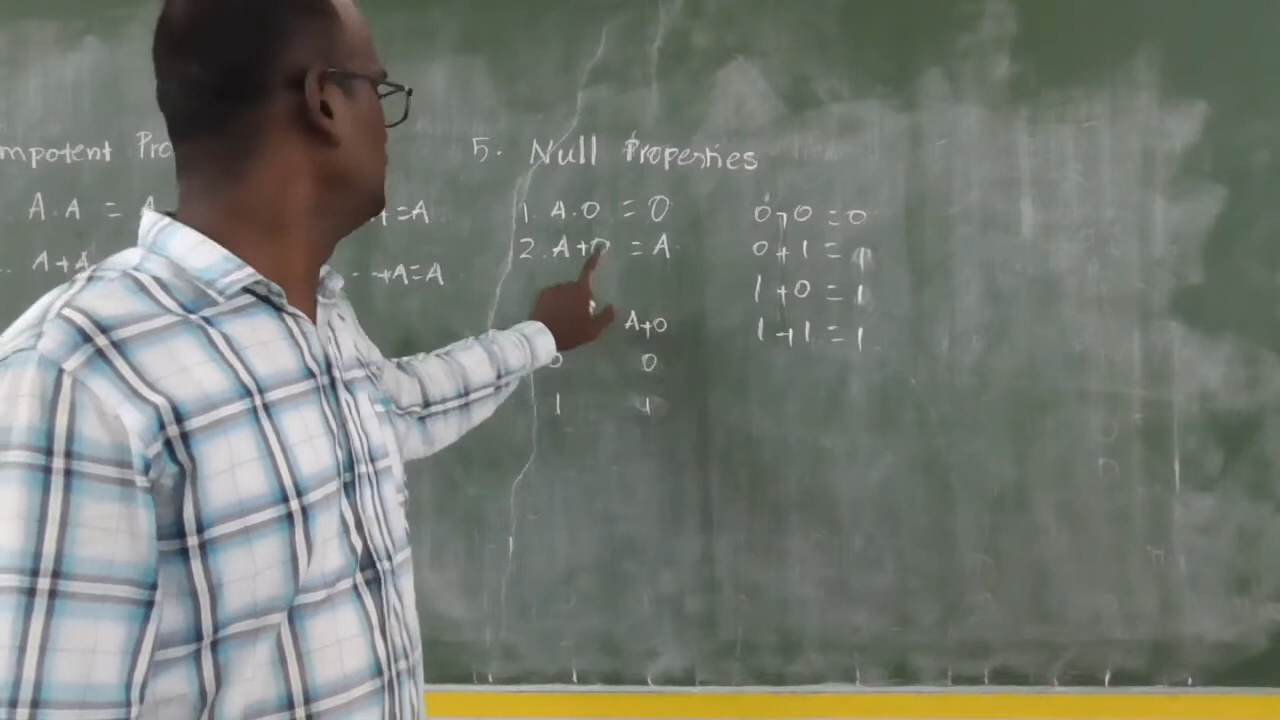 mpotent Pro
A.A = A
=A
A+A
+A=A
5. Null Properties
1. A.0 = 0
2. A+0 = A
A+0
0 0
1 1
0+0 = 0
0+1 = 1
1+0 = 1
1+1 = 1